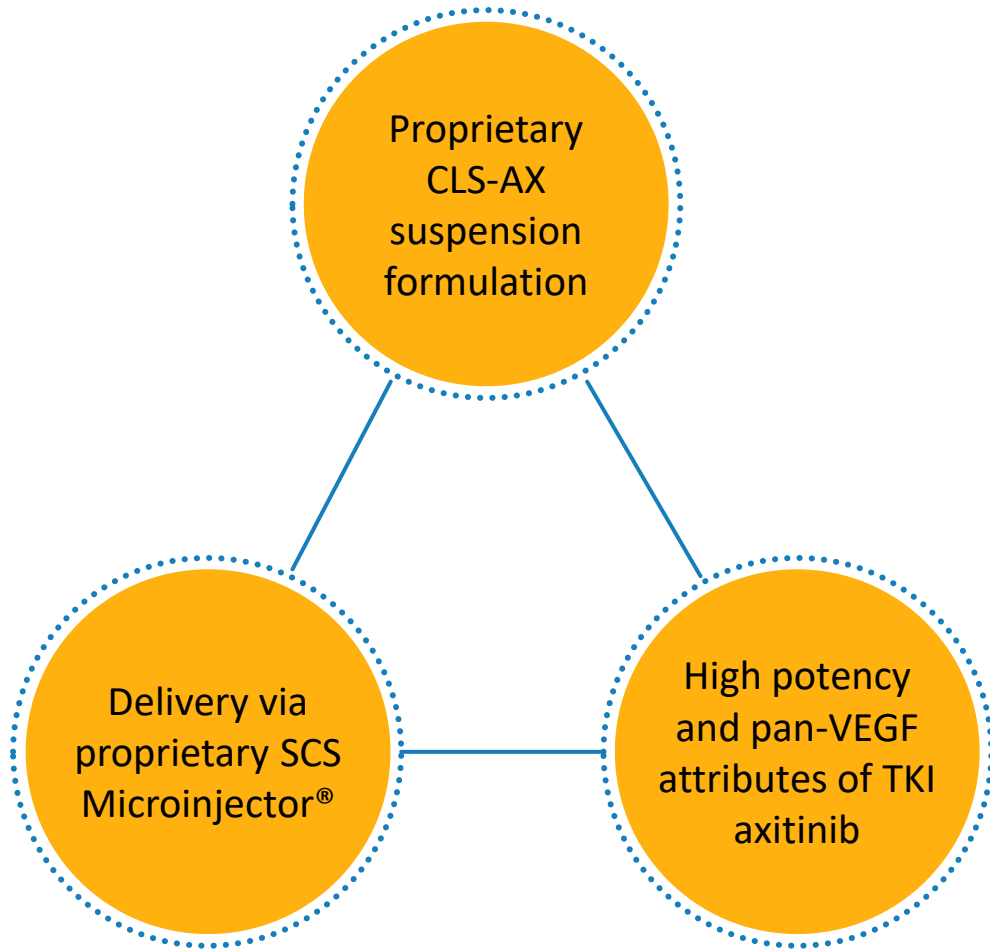 Proprietary
CLS-AX
suspension
formulation
Delivery via
proprietary SCS
Microinjector®
High potency
and pan-VEGF
attributes of TKI
axitinib